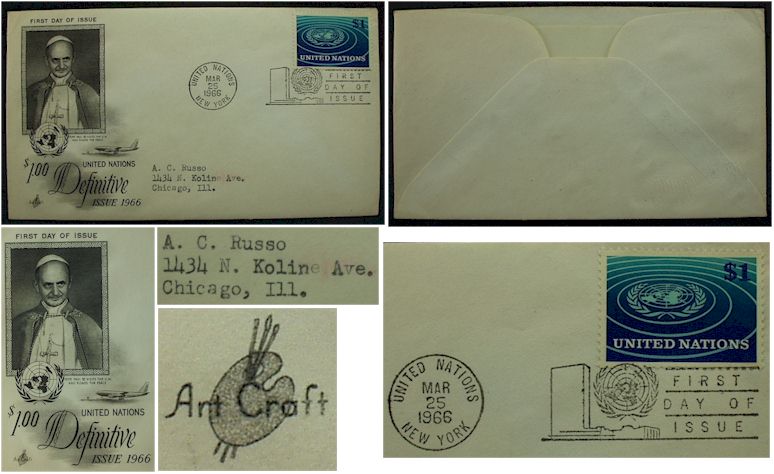 FIRST DAY OF ISSUE
$1
UNITED NATIONS
UNITED NATIONS
MAR
25
1966
NEW YORK
FIRST
DAY OF
ISSUE
$1.00
UNITED NATIONS
Definitive
ISSUE 1966
A. C. Russo
1434 N. Koline Ave.
Chicago, Ill.
FIRST DAY OF ISSUE
$1.00
UNITED NATIONS
Definitive
ISSUE 1966
A. C. Russo
1434 N. Koline Ave.
Chicago, Ill.
Art Craft
$1
UNITED NATIONS
UNITED NATIONS
MAR
25
1966
NEW YORK
FIRST
DAY OF
ISSUE